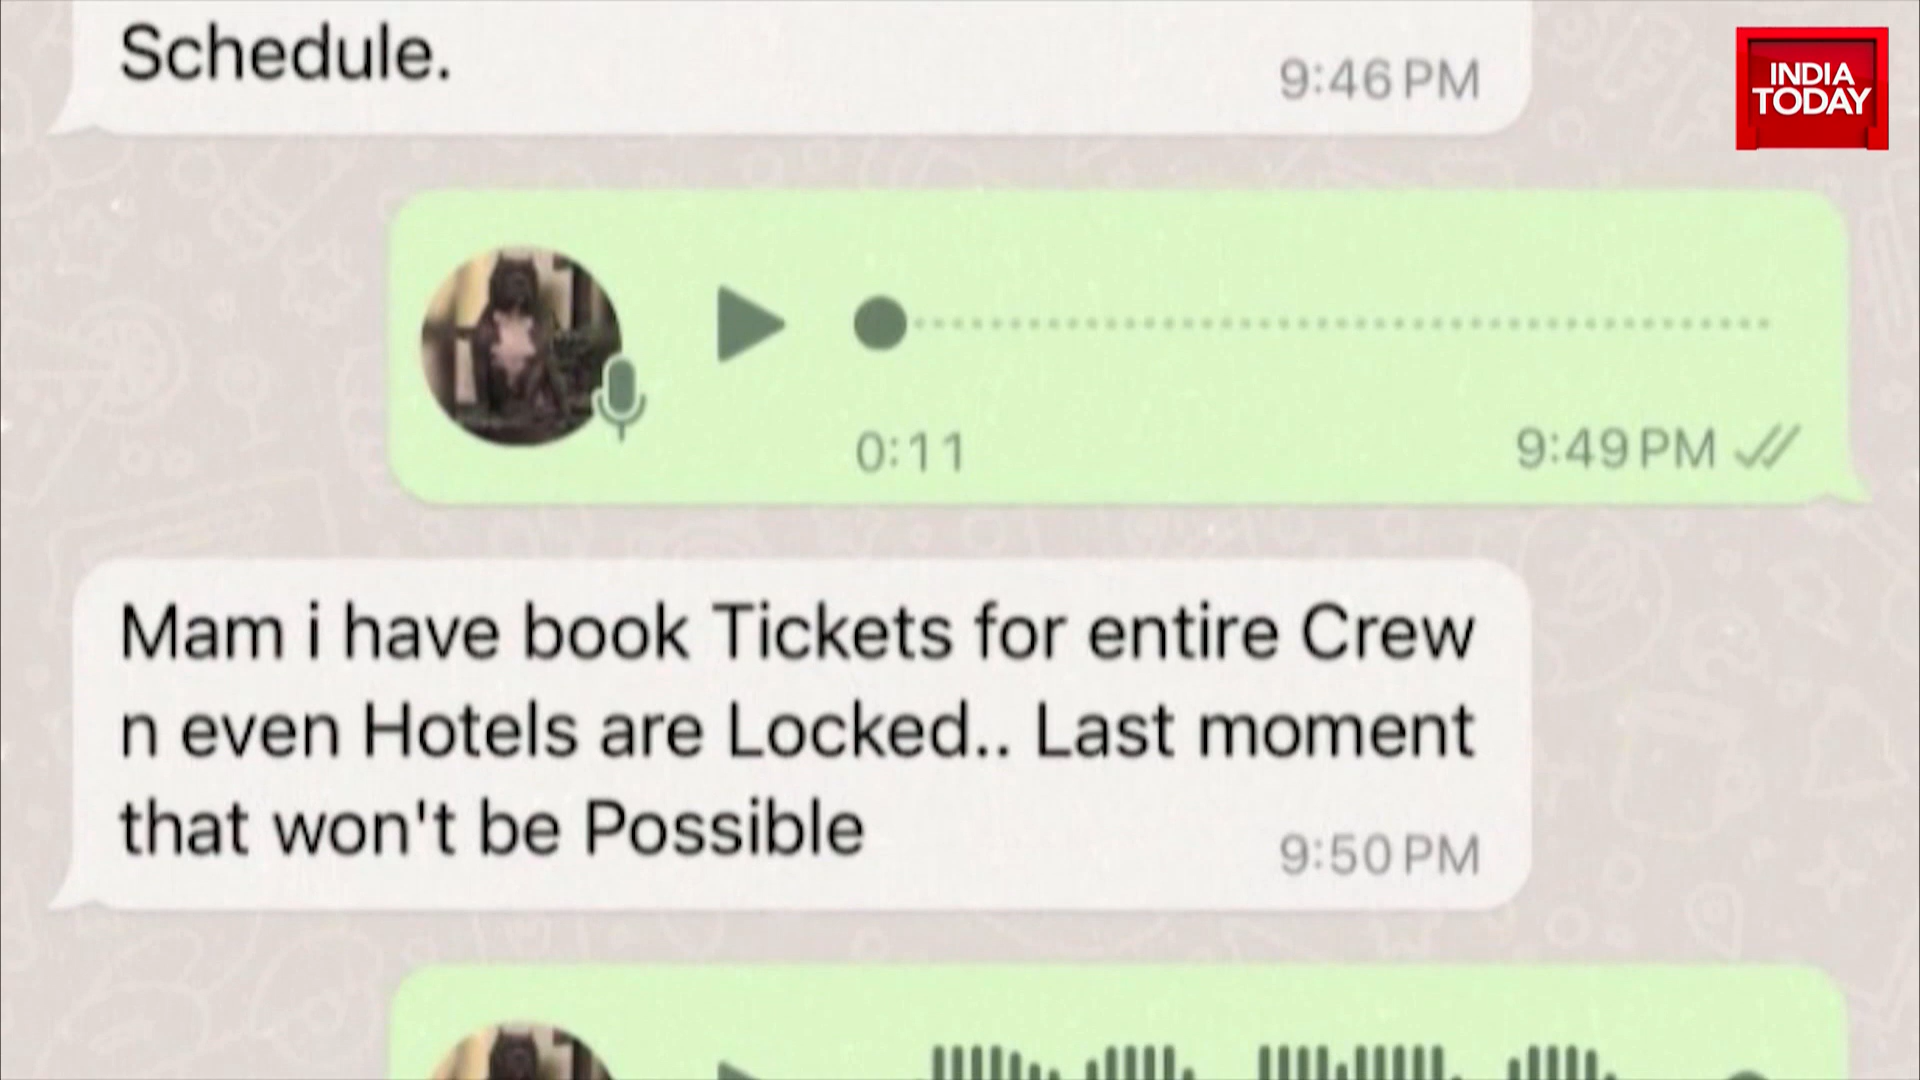 Schedule.
9:46 PM
INDIA
TODAY
0:11
9:49 PM
Mam i have book Tickets for entire Crew
n even Hotels are Locked.. Last moment
that won't be Possible
9:50 PM